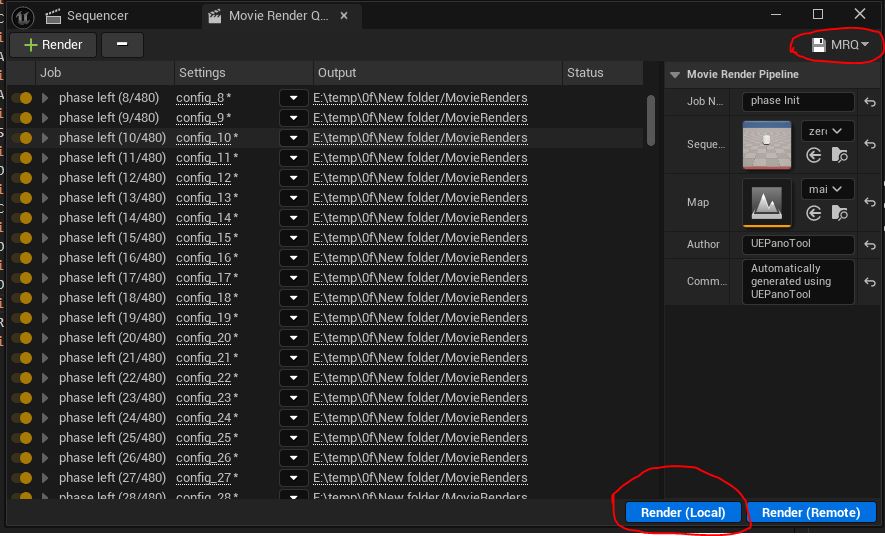 Sequencer
Movie Render Q...
Render
MRQ
Job Settings Output Status
phase left (8/480) config_8* E:\temp\0f\New folder/MovieRenders
phase left (9/480) config_9* E:\temp\0f\New folder/MovieRenders
phase left (10/480) config_10* E:\temp\0f\New folder/MovieRenders
phase left (11/480) config_11* E:\temp\0f\New folder/MovieRenders
phase left (12/480) config_12* E:\temp\0f\New folder/MovieRenders
phase left (13/480) config_13* E:\temp\0f\New folder/MovieRenders
phase left (14/480) config_14* E:\temp\0f\New folder/MovieRenders
phase left (15/480) config_15* E:\temp\0f\New folder/MovieRenders
phase left (16/480) config_16* E:\temp\0f\New folder/MovieRenders
phase left (17/480) config_17* E:\temp\0f\New folder/MovieRenders
phase left (18/480) config_18* E:\temp\0f\New folder/MovieRenders
phase left (19/480) config_19* E:\temp\0f\New folder/MovieRenders
phase left (20/480) config_20* E:\temp\0f\New folder/MovieRenders
phase left (21/480) config_21* E:\temp\0f\New folder/MovieRenders
phase left (22/480) config_22* E:\temp\0f\New folder/MovieRenders
phase left (23/480) config_23* E:\temp\0f\New folder/MovieRenders
phase left (24/480) config_24* E:\temp\0f\New folder/MovieRenders
phase left (25/480) config_25* E:\temp\0f\New folder/MovieRenders
phase left (26/480) config_26* E:\temp\0f\New folder/MovieRenders
phase left (27/480) config_27* E:\temp\0f\New folder/MovieRenders
phase left (28/480) config_28* E:\temp\0f\New folder/MovieRenders
Movie Render Pipeline
Job N... phase Init
Seque... zer
Map mai
Author UEPanoTool
Comm... Automatically
generated using
UEPanoTool
Render (Local) Render (Remote)